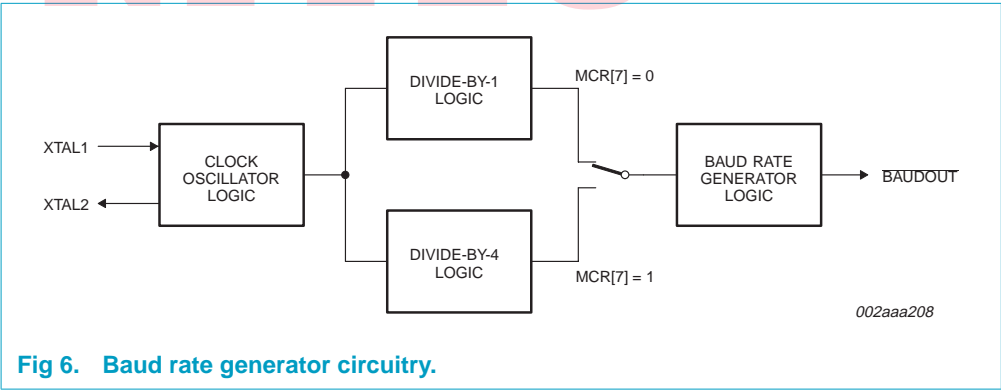 DIVIDE-BY-1
LOGIC
MCR[7] = 0
XTAL1
XTAL2
CLOCK
OSCILLATOR
LOGIC
BAUD RATE
GENERATOR
LOGIC
BAUDOUT
DIVIDE-BY-4
LOGIC
MCR[7] = 1
002aaa208
Fig 6. Baud rate generator circuitry.